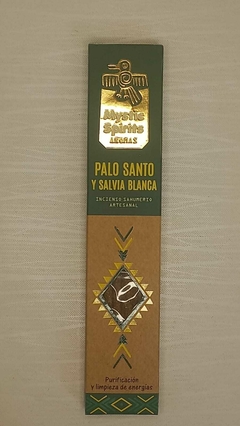 Mystic
Spirits
AROMAS
PALO SANTO
Y SALVIA BLANCA
INCIENSO SAHUMERIO
ARTESANAL
Purificación
y limpieza de energías